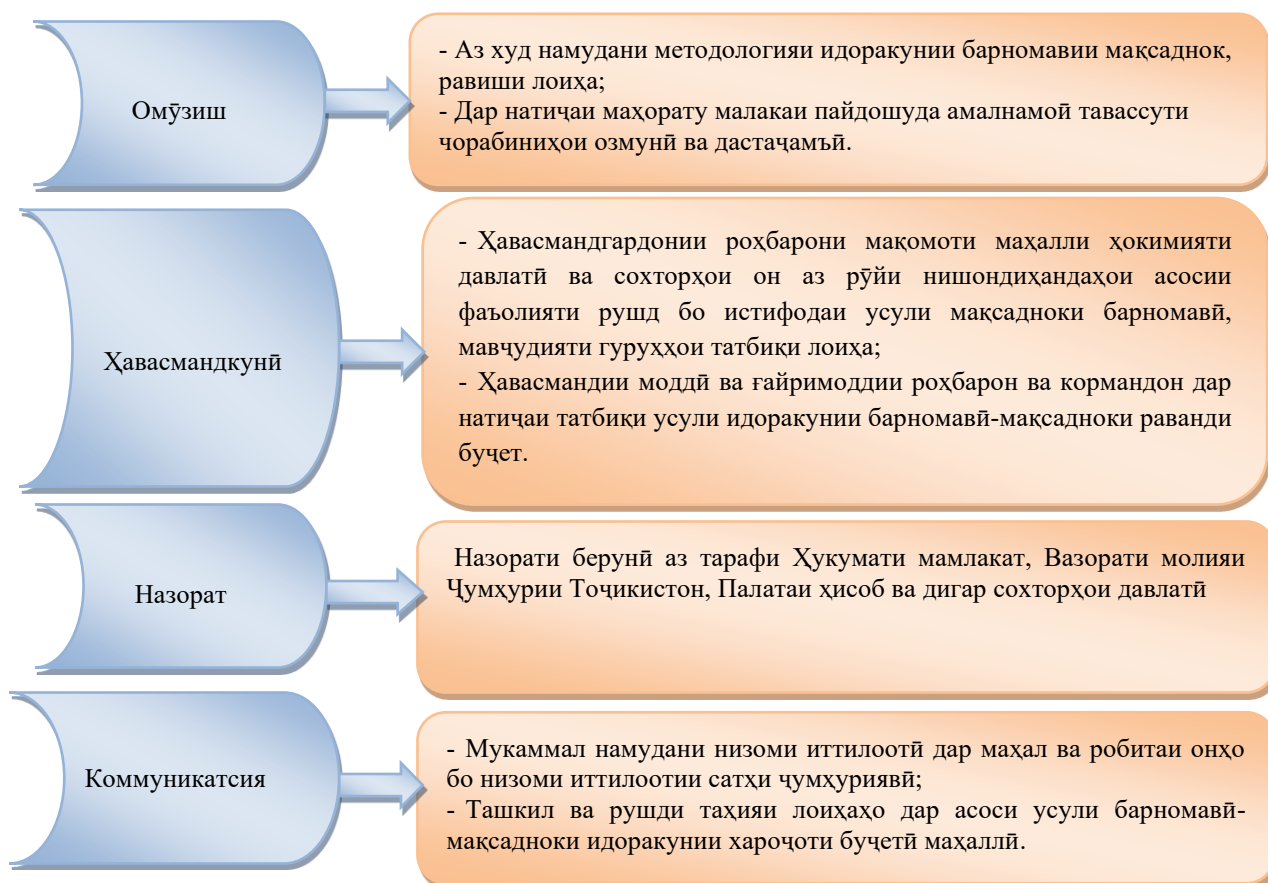 Омӯзиш
- Аз худ намудани методологияи идоракунии барномавии мақсаднок,
равиши лоиҳа;
- Дар натиҷаи маҳорату малакаи пайдошуда амалнамоӣ тавассути
чорабиниҳои озмунӣ ва дастаҷамъӣ.
Ҳавасмандкунӣ
- Ҳавасмандгардонии роҳбарони мақомоти маҳалли ҳокимияти
давлатӣ ва сохторҳои он аз рӯйи нишондиҳандаҳои асосии
фаъолияти рушд бо истифодаи усули мақсадноки барномавӣ,
мавҷудияти гурӯҳҳои татбиқи лоиҳа;
- Ҳавасмандии моддӣ ва ғайримоддии роҳбарон ва кормандон дар
натиҷаи татбиқи усули идоракунии барномавӣ-мақсадноки раванди
буҷет.
Назорат
Назорати берунӣ аз тарафи Ҳукумати мамлакат, Вазорати молияи
Ҷумҳурии Тоҷикистон, Палатаи ҳисоб ва дигар сохторҳои давлатӣ
Коммуникатсия
- Мукаммал намудани низоми иттилоотӣ дар маҳал ва робитаи онҳо
бо низоми иттилоотии сатҳи ҷумҳуриявӣ;
- Ташкил ва рушди таҳияи лоиҳаҳо дар асоси усули барномавӣ-
мақсадноки идоракунии хароҷоти буҷетӣ маҳаллӣ.